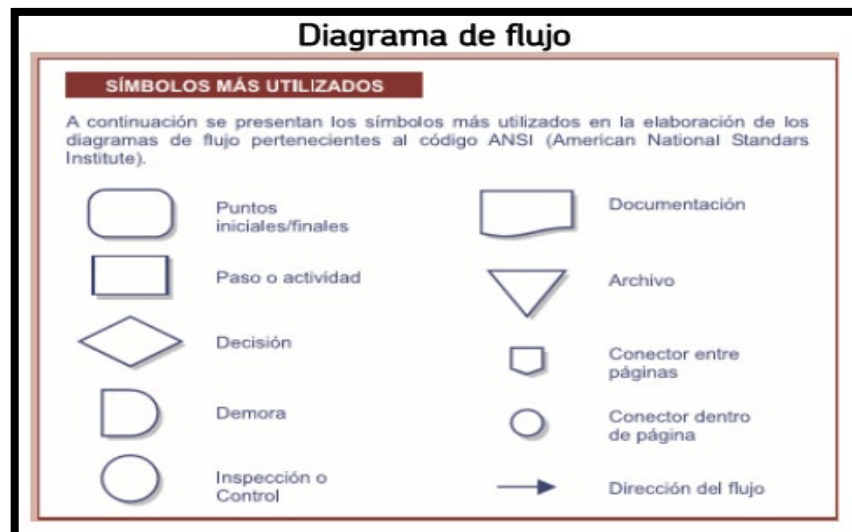 Diagrama de flujo
SÍMBOLOS MÁS UTILIZADOS
A continuación se presentan los símbolos más utilizados en la elaboración de los
diagramas de flujo pertenecientes al código ANSI (American National Standars
Institute).
Puntos
iniciales/finales
Paso o actividad
Decisión
Demora
Inspección o
Control
Documentación
Archivo
Conector entre
páginas
Conector dentro
de página
Dirección del flujo